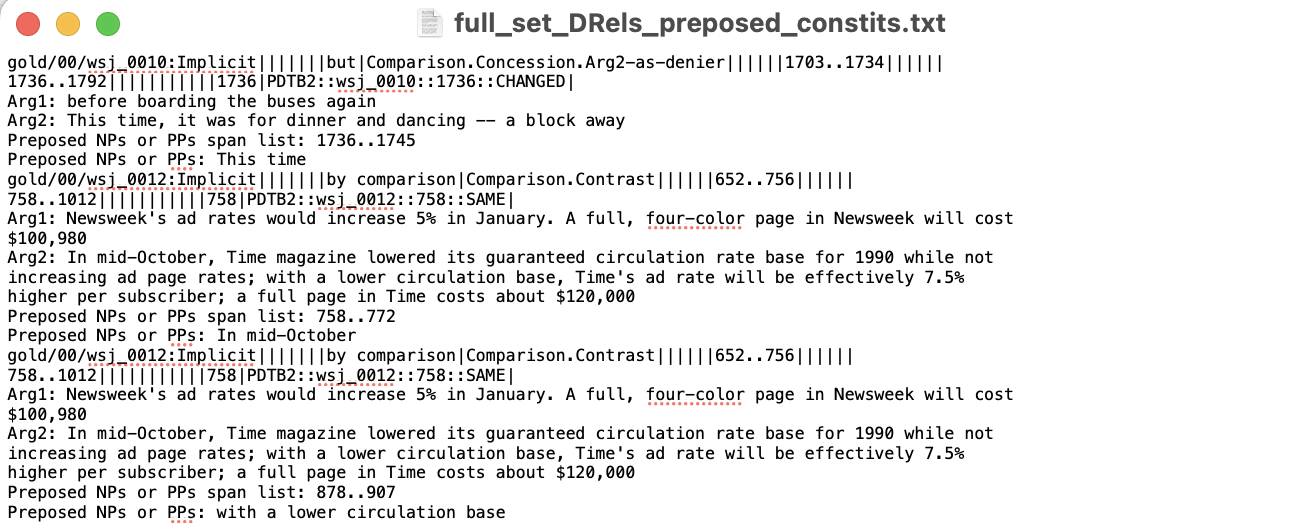 full_set_DRels_preposed_constits.txt
gold/00/wsj_0010:Implicit|||||||but|Comparison.Concession.Arg2-as-denier||||||1703..1734||||||
1736..1792|||||||||||1736|PDTB2::wsj_0010::1736::CHANGED|
Arg1: before boarding the buses again
Arg2: This time, it was for dinner and dancing -- a block away
Preposed NPs or PPs span list: 1736..1745
Preposed NPs or PPs: This time
gold/00/wsj_0012:Implicit|||||||by comparison|Comparison.Contrast||||||652..756||||||
758..1012|||||||||||758|PDTB2::wsj_0012::758::SAME|
Arg1: Newsweek's ad rates would increase 5% in January. A full, four-color page in Newsweek will cost
$100,980
Arg2: In mid-October, Time magazine lowered its guaranteed circulation rate base for 1990 while not
increasing ad page rates; with a lower circulation base, Time's ad rate will be effectively 7.5%
higher per subscriber; a full page in Time costs about $120,000
Preposed NPs or PPs span list: 758..772
Preposed NPs or PPs: In mid-October
gold/00/wsj_0012:Implicit|||||||by comparison|Comparison.Contrast||||||652..756||||||
758..1012|||||||||||758|PDTB2::wsj_0012::758::SAME|
Arg1: Newsweek's ad rates would increase 5% in January. A full, four-color page in Newsweek will cost
$100,980
Arg2: In mid-October, Time magazine lowered its guaranteed circulation rate base for 1990 while not
increasing ad page rates; with a lower circulation base, Time's ad rate will be effectively 7.5%
higher per subscriber; a full page in Time costs about $120,000
Preposed NPs or PPs span list: 878..907
Preposed NPs or PPs: with a lower circulation base